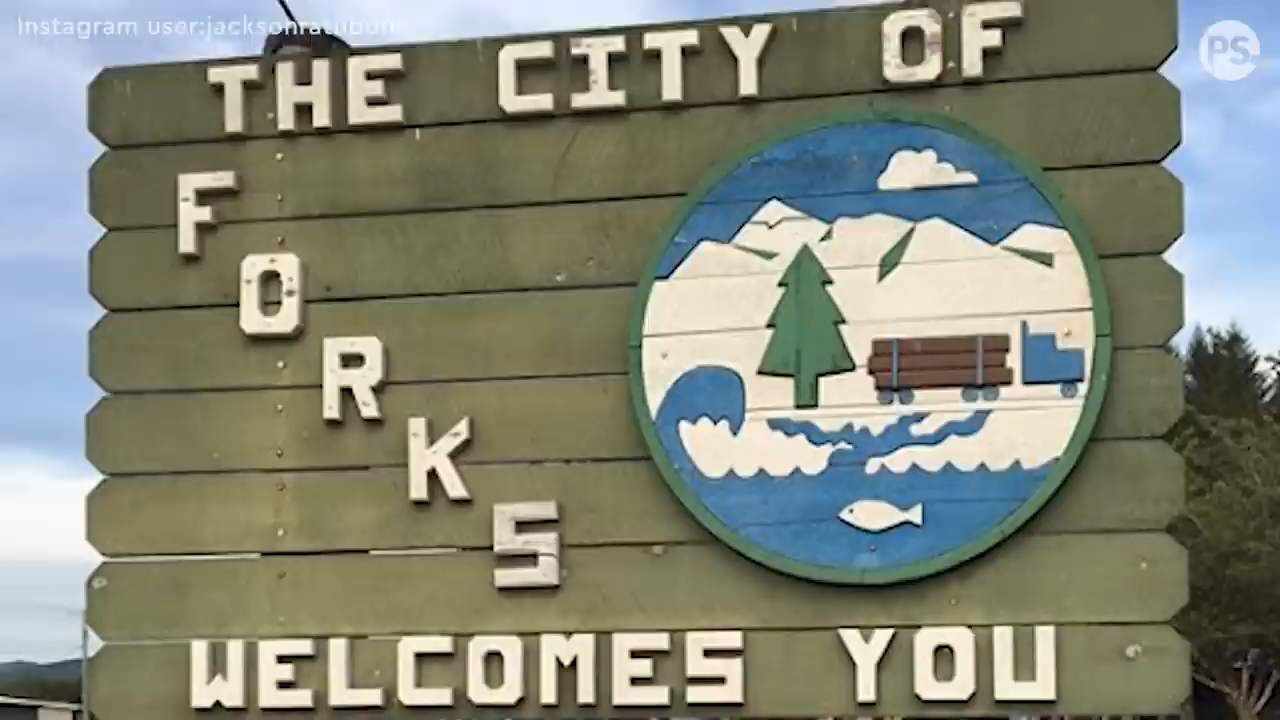 Instagram user:jacksonrathbone
PS.
THE CITY OF
FORKS
WELCOMES YOU